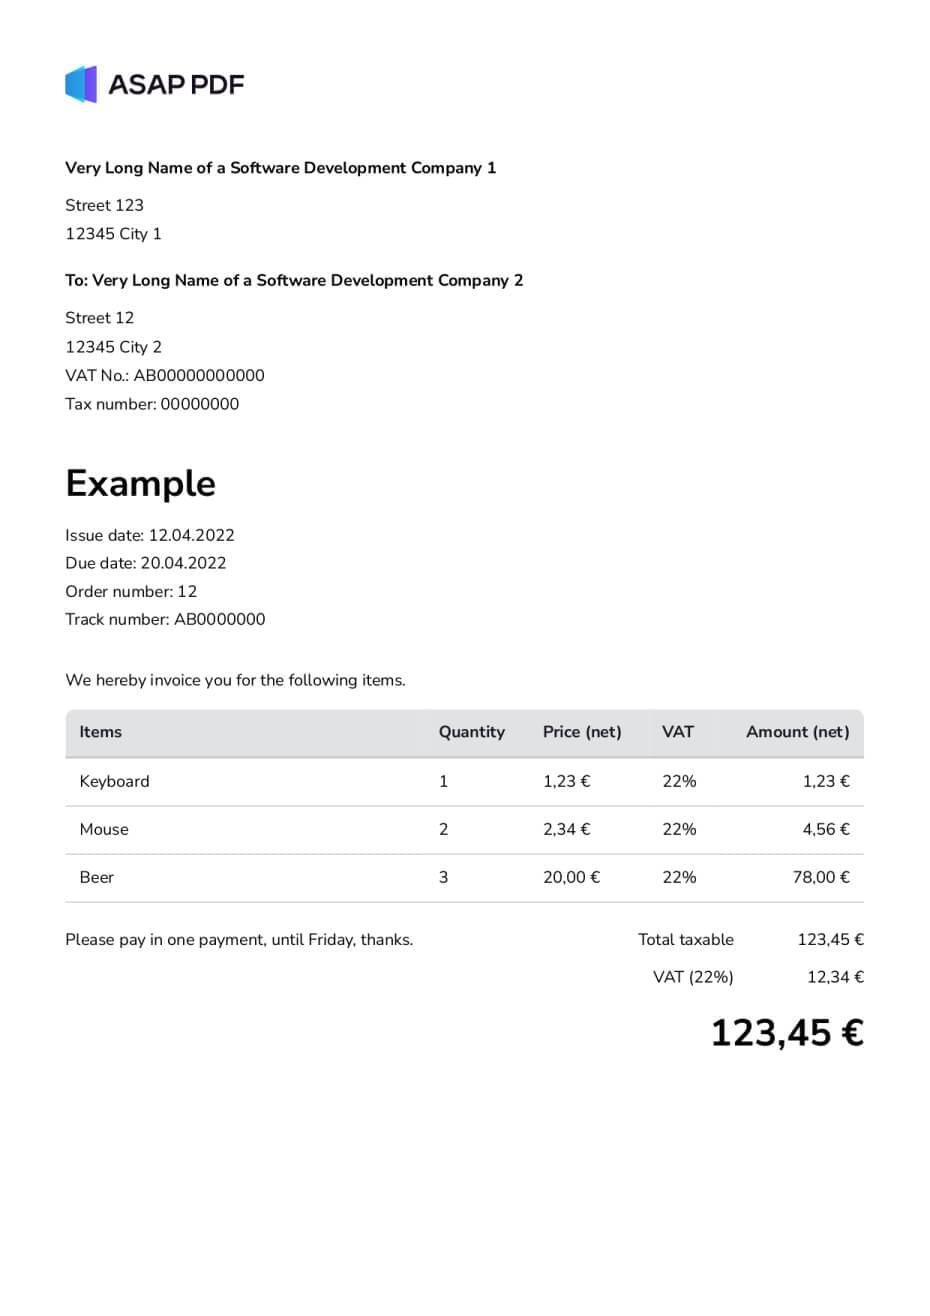 ASAP PDF
Very Long Name of a Software Development Company 1
Street 123
12345 City 1
To: Very Long Name of a Software Development Company 2
Street 12
12345 City 2
VAT No.: AB00000000000
Tax number: 00000000
Example
Issue date: 12.04.2022
Due date: 20.04.2022
Order number: 12
Track number: AB0000000
We hereby invoice you for the following items.
Items Quantity Price (net) VAT Amount (net)
Keyboard 1 1,23 € 22% 1,23 €
Mouse 2 2,34 € 22% 4,56 €
Beer 3 20,00 € 22% 78,00 €
Please pay in one payment, until Friday, thanks. Total taxable 123,45 €
VAT (22%) 12,34 €
123,45 €